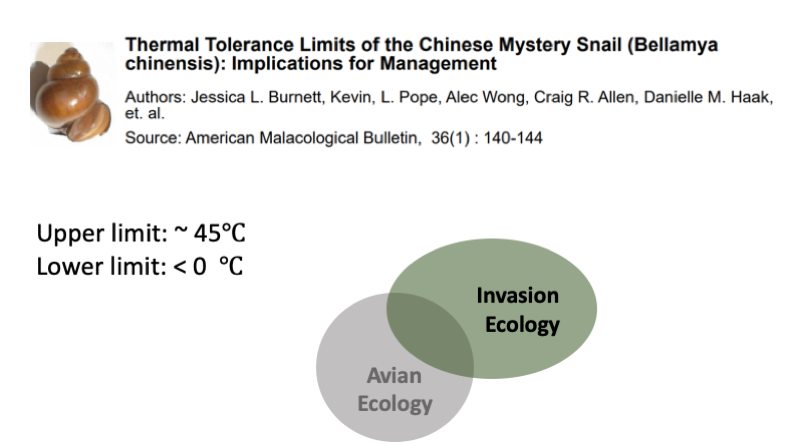 Thermal Tolerance Limits of the Chinese Mystery Snail (Bellamya
chinensis): Implications for Management
Authors: Jessica L. Burnett, Kevin, L. Pope, Alec Wong, Craig R. Allen, Danielle M. Haak,
et. al.
Source: American Malacological Bulletin, 36(1) : 140-144
Upper limit: ~ 45℃
Lower limit: < 0 ℃
Invasion
Ecology
Avian
Ecology